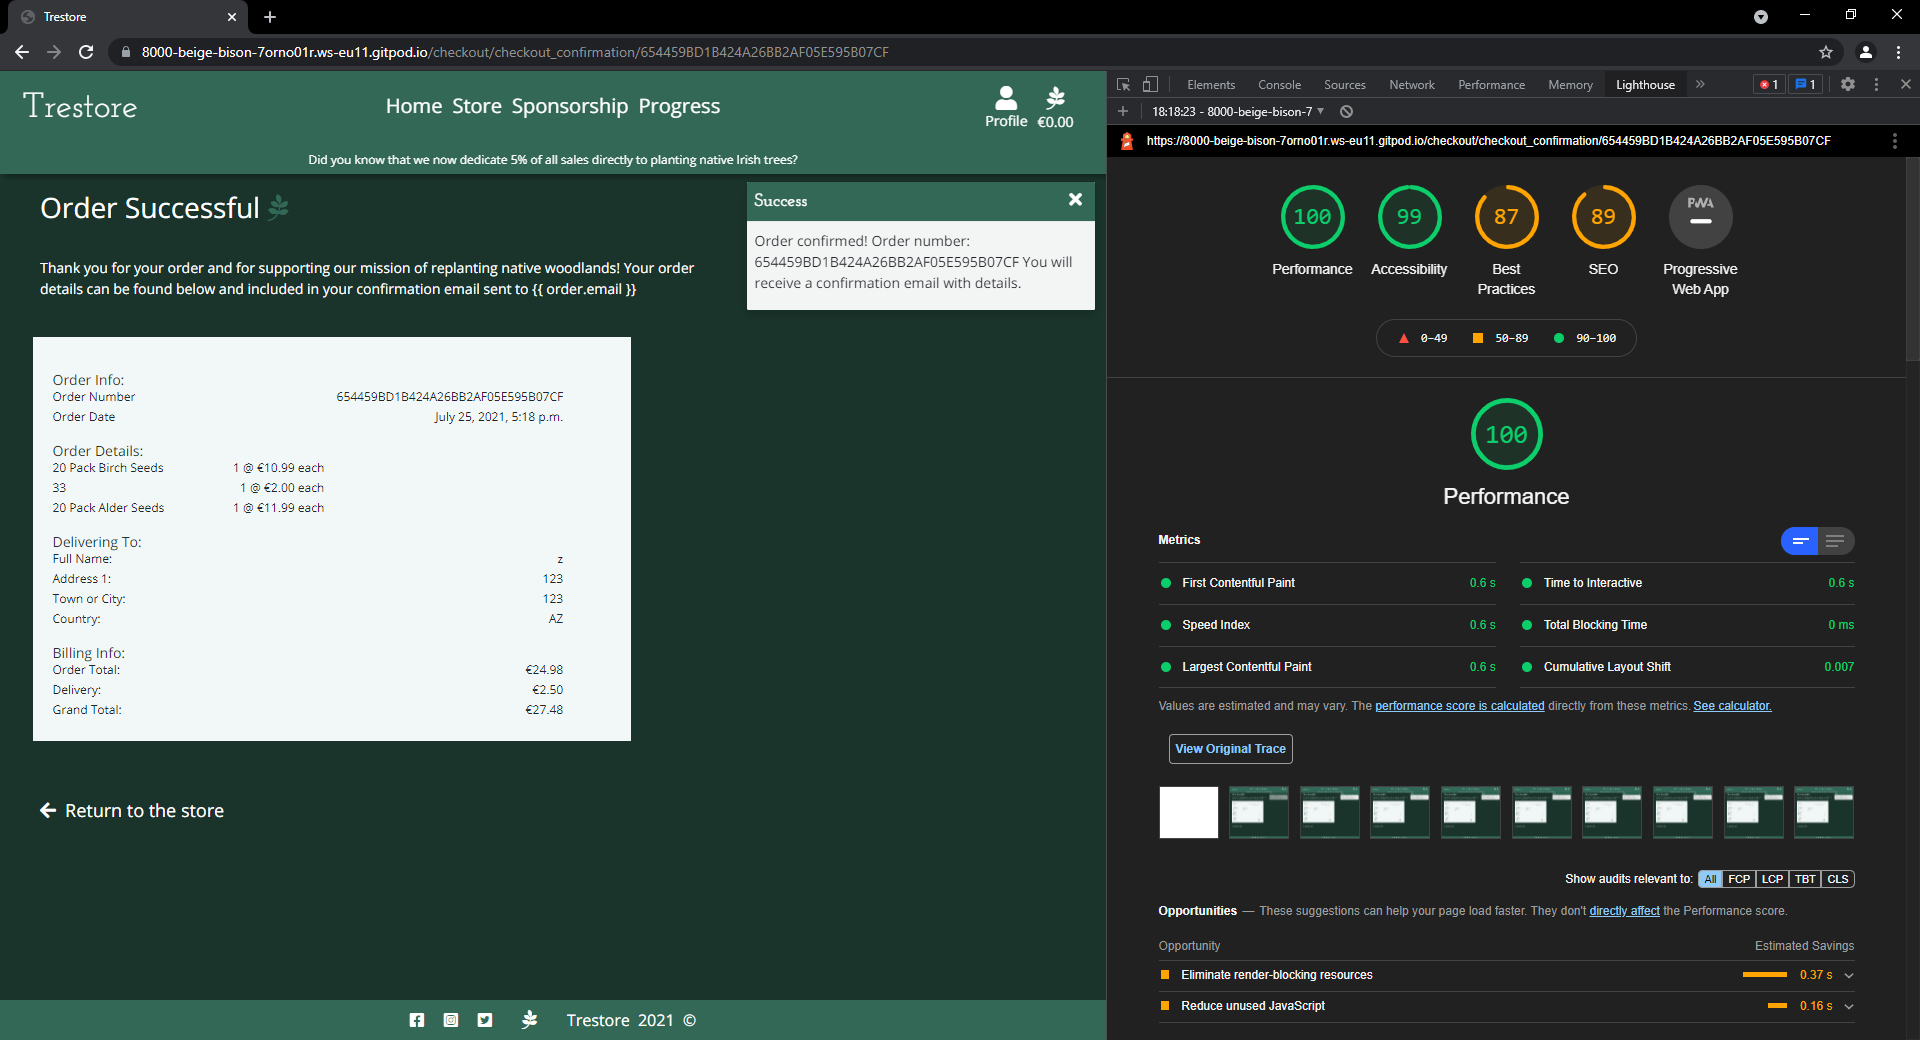 Trestore
8000-beige-bison-7orno01r.ws-eu11.gitpod.io/checkout/checkout_confirmation/654459BD1B424A26BB2AF05E595B07CF
Trestore
Home Store Sponsorship Progress
Profile €0.00
Did you know that we now dedicate 5% of all sales directly to planting native Irish trees?
Order Successful
Thank you for your order and for supporting our mission of replanting native woodlands! Your order
details can be found below and included in your confirmation email sent to {{ order.email }}
Success
Order confirmed! Order number:
654459BD1B424A26BB2AF05E595B07CF You will
receive a confirmation email with details.
Order Info:
Order Number 654459BD1B424A26BB2AF05E595B07CF
Order Date July 25, 2021, 5:18 p.m.
Order Details:
20 Pack Birch Seeds 1 @ €10.99 each
33 1 @ €2.00 each
20 Pack Alder Seeds 1 @ €11.99 each
Delivering To:
Full Name: z
Address 1: 123
Town or City: 123
Country: AZ
Billing Info:
Order Total: €24.98
Delivery: €2.50
Grand Total: €27.48
Return to the store
Trestore 2021 ©
Elements Console Sources Network Performance Memory Lighthouse » 1 1
18:18:23 - 8000-beige-bison-7
https://8000-beige-bison-7orno01r.ws-eu11.gitpod.io/checkout/checkout_confirmation/654459BD1B424A26BB2AF05E595B07CF
100 99 87 89 PWA
Performance Accessibility Best Practices SEO Progressive Web App
0–49 50–89 90–100
100
Performance
Metrics
First Contentful Paint 0.6 s Time to Interactive 0.6 s
Speed Index 0.6 s Total Blocking Time 0 ms
Largest Contentful Paint 0.6 s Cumulative Layout Shift 0.007
Values are estimated and may vary. The performance score is calculated directly from these metrics. See calculator.
View Original Trace
Show audits relevant to: All FCP LCP TBT CLS
Opportunities — These suggestions can help your page load faster. They don't directly affect the Performance score.
Opportunity Estimated Savings
Eliminate render-blocking resources 0.37 s
Reduce unused JavaScript 0.16 s